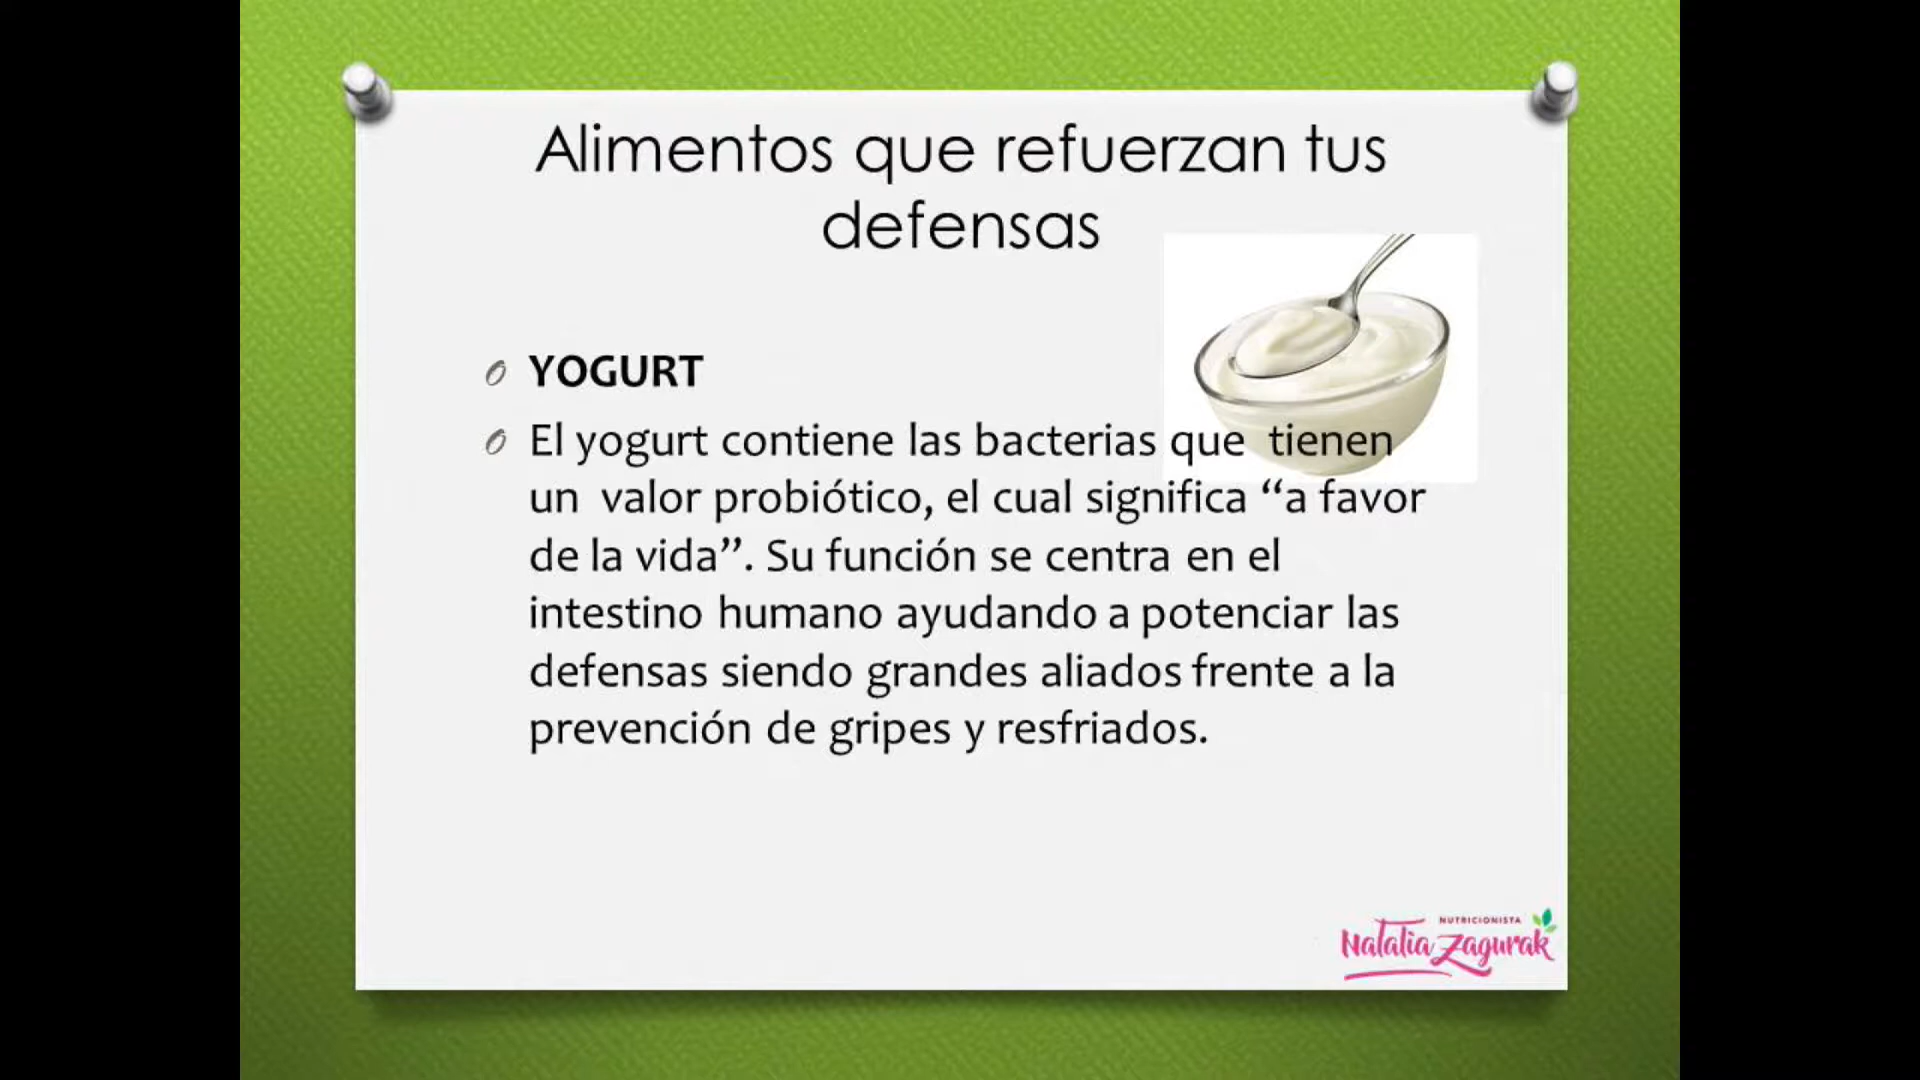 Alimentos que refuerzan tus
defensas
YOGURT
El yogurt contiene las bacterias que tienen
un valor probiótico, el cual significa “a favor
de la vida”. Su función se centra en el
intestino humano ayudando a potenciar las
defensas siendo grandes aliados frente a la
prevención de gripes y resfriados.
NUTRICIONISTA
Natalia Zagurak